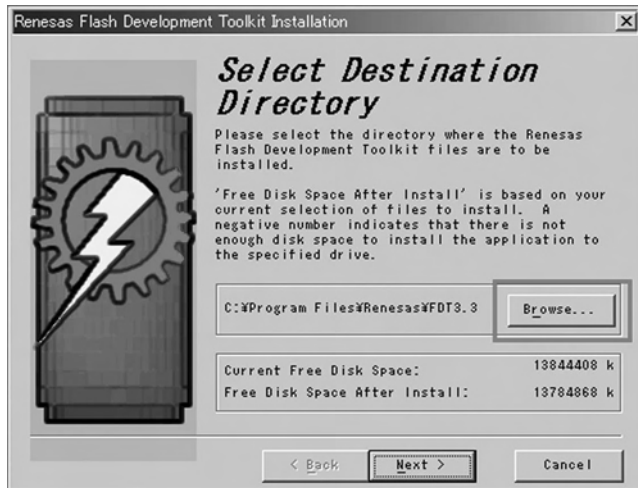 Renesas Flash Development Toolkit Installation
Select Destination
Directory
Please select the directory where the Renesas
Flash Development Toolkit files are to be
installed.
'Free Disk Space After Install' is based on your
current selection of files to install. A
negative number indicates that there is not
enough disk space to install the application to
the specified drive.
C:¥Program Files¥Renesas¥FDT3.3
Browse...
Current Free Disk Space: 13844408 k
Free Disk Space After Install: 13784868 k
< Back
Next >
Cancel